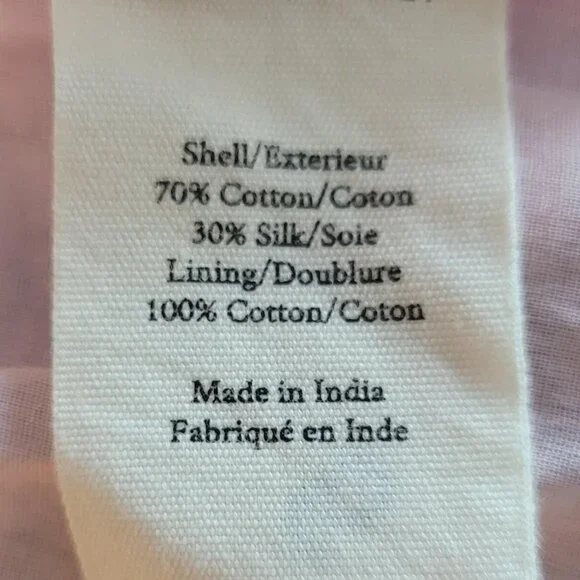 Shell/Exterieur
70% Cotton/Coton
30% Silk/Soie
Lining/Doublure
100% Cotton/Coton
Made in India
Fabriqué en Inde